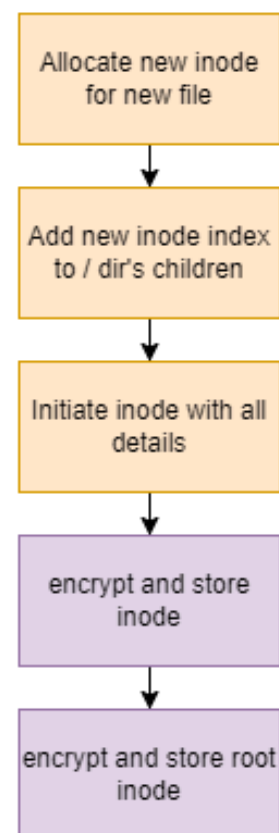 Allocate new inode
for new file
Add new inode index
to / dir's children
Initiate inode with all
details
encrypt and store
inode
encrypt and store root
inode